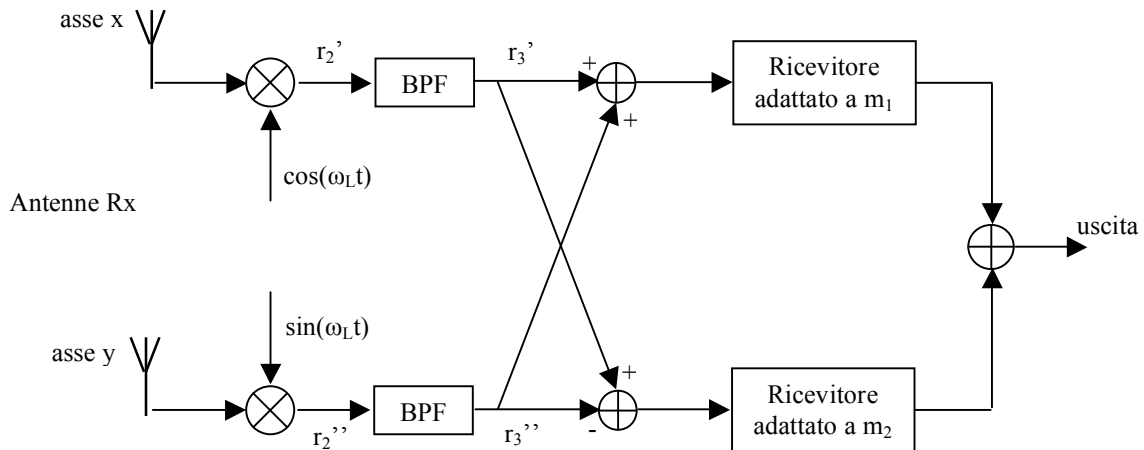 asse x
r₂’
BPF
r₃’
+
+
Ricevitore
adattato a m₁
cos(ωLt)
Antenne Rx
uscita
sin(ωLt)
asse y
r₂’’
BPF
r₃’’
+
-
Ricevitore
adattato a m₂